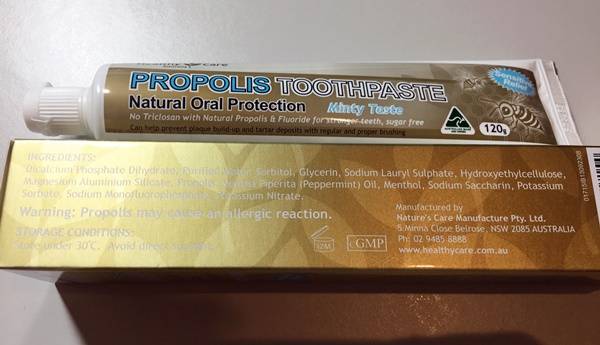 Healthy Care
PROPOLIS TOOTHPASTE
Sensitive
Relief
Natural Oral Protection Minty Taste
No Triclosan with Natural Propolis & Fluoride for stronger teeth, sugar free
Can help prevent plaque build-up and tartar deposits with regular and proper brushing
120g
INGREDIENTS:
Dicalcium Phosphate Dihydrate, Purified Water, Sorbitol, Glycerin, Sodium Lauryl Sulphate, Hydroxyethylcellulose,
Magnesium Aluminium Silicate, Propolis, Mentha Piperita (Peppermint) Oil, Menthol, Sodium Saccharin, Potassium
Sorbate, Sodium Monofluorophosphate, Potassium Nitrate.
Warning: Propolis may cause an allergic reaction.
STORAGE CONDITIONS:
Store under 30°C. Avoid direct sunlight.
12M
cGMP
Manufactured by
Nature's Care Manufacture Pty. Ltd.
5 Minna Close Belrose, NSW 2085 AUSTRALIA
Ph: 02 9485 8888
www.healthycare.com.au